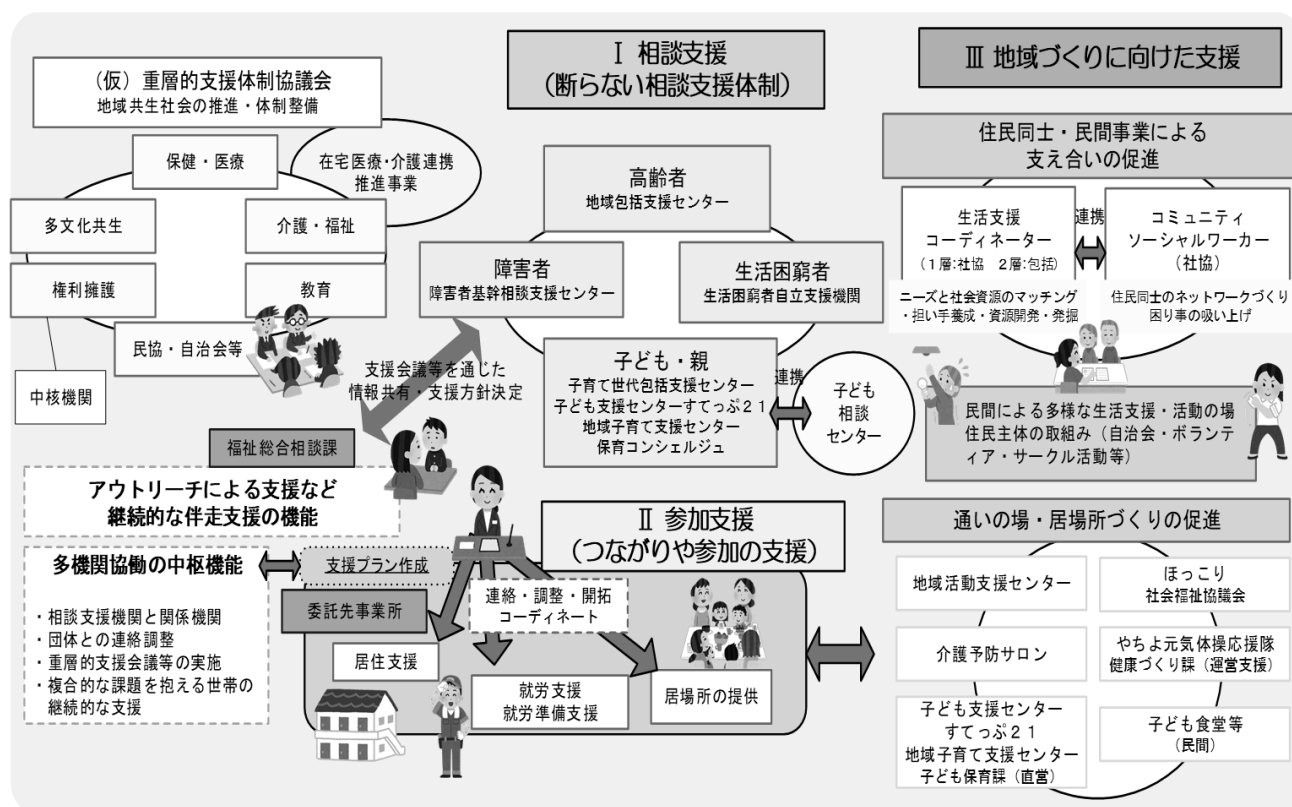 （仮）重層的支援体制協議会
地域共生社会の推進・体制整備
保健・医療
在宅医療・介護連携
推進事業
多文化共生
介護・福祉
権利擁護
教育
民協・自治会等
中核機関
Ⅰ 相談支援
（断らない相談支援体制）
高齢者
地域包括支援センター
障害者
障害者基幹相談支援センター
生活困窮者
生活困窮者自立支援機関
子ども・親
子育て世代包括支援センター
子ども支援センターすてっぷ２１
地域子育て支援センター
保育コンシェルジュ
連携
子ども
相談
センター
支援会議等を通じた
情報共有・支援方針決定
福祉総合相談課
アウトリーチによる支援など
継続的な伴走支援の機能
多機関協働の中枢機能
・相談支援機関と関係機関
・団体との連絡調整
・重層的支援会議等の実施
・複合的な課題を抱える世帯の
継続的な支援
Ⅱ 参加支援
（つながりや参加の支援）
支援プラン作成
委託先事業所
連絡・調整・開拓
コーディネート
居住支援
就労支援
就労準備支援
居場所の提供
Ⅲ 地域づくりに向けた支援
住民同士・民間事業による
支え合いの促進
生活支援
コーディネーター
（１層:社協　２層:包括）
連携
コミュニティ
ソーシャルワーカー
（社協）
ニーズと社会資源のマッチング
・担い手養成・資源開発・発掘
住民同士のネットワークづくり
困り事の吸い上げ
民間による多様な生活支援・活動の場
住民主体の取組み（自治会・ボランテ
ィア・サークル活動等）
通いの場・居場所づくりの促進
地域活動支援センター
ほっこり
社会福祉協議会
介護予防サロン
やちよ元気体操応援隊
健康づくり課（運営支援）
子ども支援センター
すてっぷ２１
地域子育て支援センター
子ども保育課（直営）
子ども食堂等
（民間）